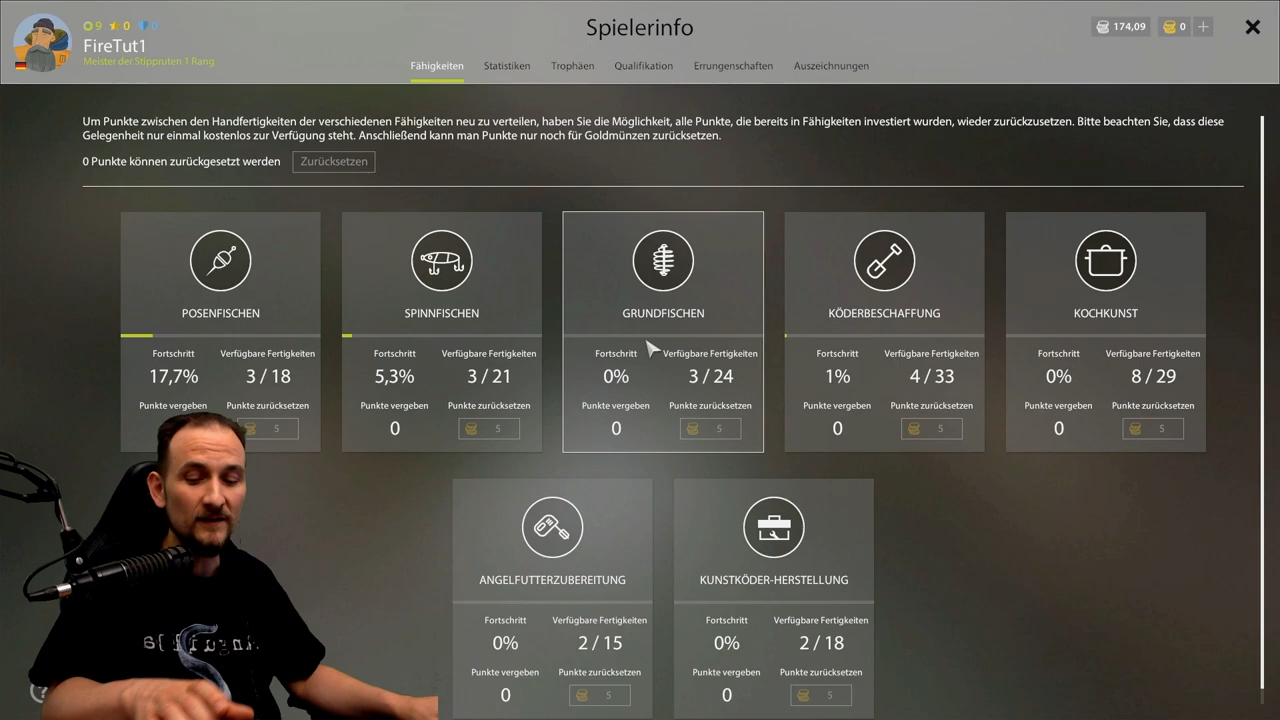 9 0 0
FireTut1
Meister der Stippruten 1 Rang
Spielerinfo
174,09 0 +
Fähigkeiten Statistiken Trophäen Qualifikation Errungenschaften Auszeichnungen
Um Punkte zwischen den Handfertigkeiten der verschiedenen Fähigkeiten neu zu verteilen, haben Sie die Möglichkeit, alle Punkte, die bereits in Fähigkeiten investiert wurden, wieder zurückzusetzen. Bitte beachten Sie, dass diese
Gelegenheit nur einmal kostenlos zur Verfügung steht. Anschließend kann man Punkte nur noch für Goldmünzen zurücksetzen.
0 Punkte können zurückgesetzt werden Zurücksetzen
POSENFISCHEN
Fortschritt Verfügbare Fertigkeiten
17,7% 3 / 18
Punkte vergeben Punkte zurücksetzen
5
SPINNFISCHEN
Fortschritt Verfügbare Fertigkeiten
5,3% 3 / 21
Punkte vergeben Punkte zurücksetzen
0 5
GRUNDFISCHEN
Fortschritt Verfügbare Fertigkeiten
0% 3 / 24
Punkte vergeben Punkte zurücksetzen
0 5
KÖDERBESCHAFFUNG
Fortschritt Verfügbare Fertigkeiten
1% 4 / 33
Punkte vergeben Punkte zurücksetzen
0 5
KOCHKUNST
Fortschritt Verfügbare Fertigkeiten
0% 8 / 29
Punkte vergeben Punkte zurücksetzen
0 5
ANGELFUTTERZUBEREITUNG
Fortschritt Verfügbare Fertigkeiten
0% 2 / 15
Punkte vergeben Punkte zurücksetzen
0 5
KUNSTKÖDER-HERSTELLUNG
Fortschritt Verfügbare Fertigkeiten
0% 2 / 18
Punkte vergeben Punkte zurücksetzen
0 5